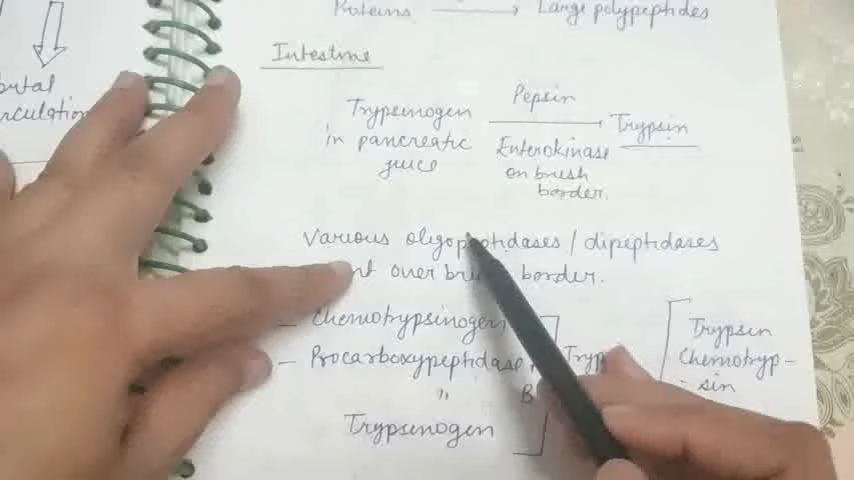 Proteins → Large polypeptides
Intestine
Trypsinogen
in pancreatic
juice
Pepsin
→ Trypsin
Enterokinase
on brush
border.
Various oligopeptidases / dipeptidases
over brush border.
- Chemotrypsinogen
- Procarboxypeptidase
" B
Trypsinogen
Tryp
Trypsin
Chemotryp-
-sin